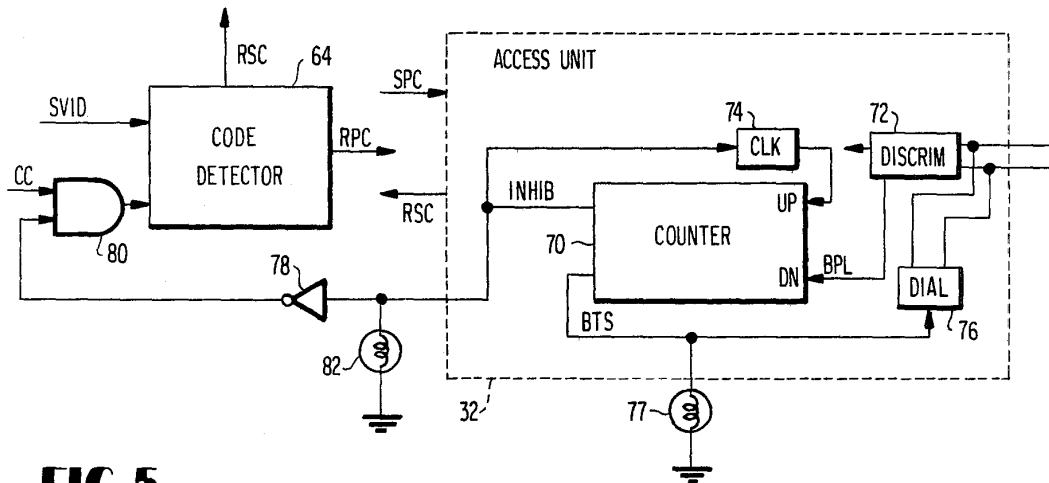 RSC
64
SVID
CODE
DETECTOR
RPC
CC
80
78
82
SPC
RSC
ACCESS UNIT
74
CLK
72
DISCRIM
INHIB
UP
70
COUNTER
DN
BPL
DIAL
76
BTS
32
77
FIG 5